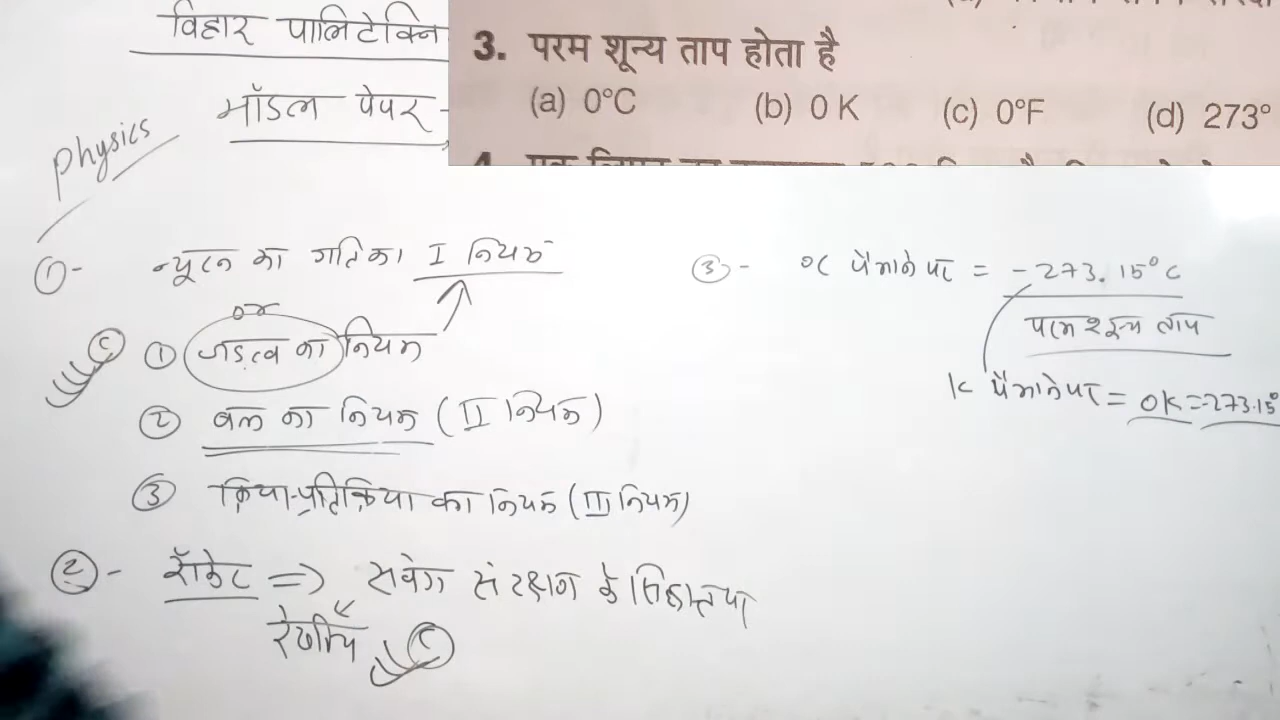 बिहार पालिटेक्नि
मॉडल पेपर -
Physics
3. परम शून्य ताप होता है
(a) 0°C (b) 0 K (c) 0°F (d) 273°
①- न्यूटन का गति का I नियम
or
C ① जडत्व का नियम
② बल का नियम (II नियम)
③ क्रिया-प्रतिक्रिया का नियम (III नियम)
②- रॉकेट => सवेग संरक्षण के सिद्धान्त पर
रेखीय C
③- °C पैमाने पर = -273.15°C
परम शून्य ताप
K पैमाने पर = 0K = -273.15°